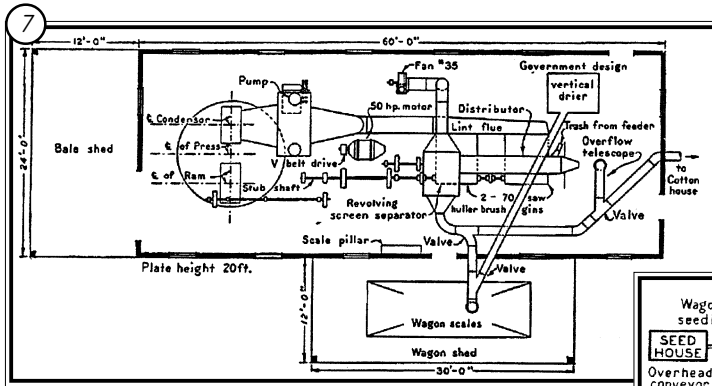 7
12'-0"
60'-0"
24'-0"
Bale shed
Pump
Fan #35
Government design
vertical
drier
50 hp. motor
Distributor
℄ Condensor
Lint flue
Trash from feeder
Overflow
telescope
℄ of Press
V belt drive
℄ of Ram
Stub shaft
to
Cotton
house
2 - 70 saw
huller brush gins
Revolving
screen separator
Valve
Valve
Scale pillar
Valve
Plate height 20ft.
12'-0"
Wagon scales
Wagon shed
30'-0"
SEED
HOUSE
Overhead